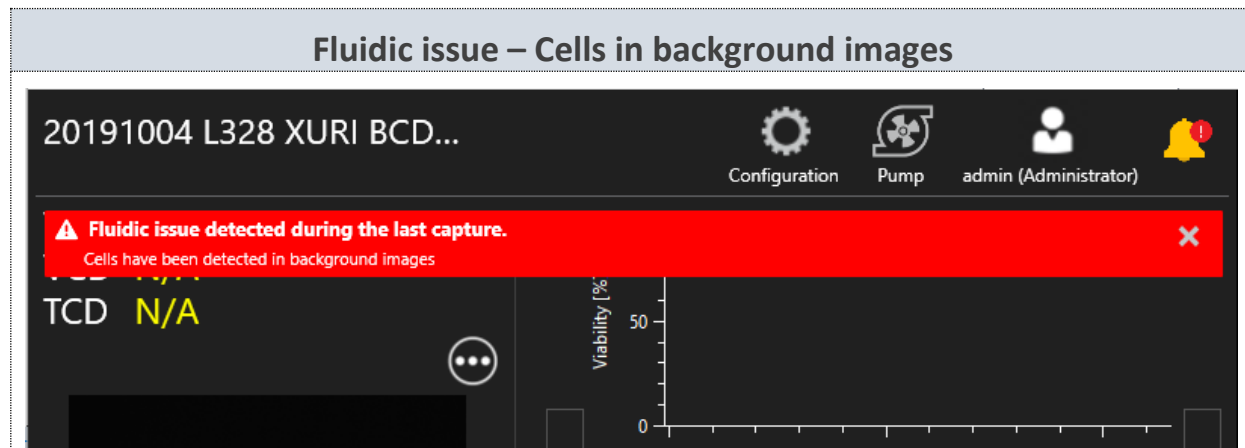 Fluidic issue – Cells in background images
20191004 L328 XURI BCD...
Configuration
Pump
admin (Administrator)
Fluidic issue detected during the last capture.
Cells have been detected in background images
TCD N/A
Viability [%]
50
0